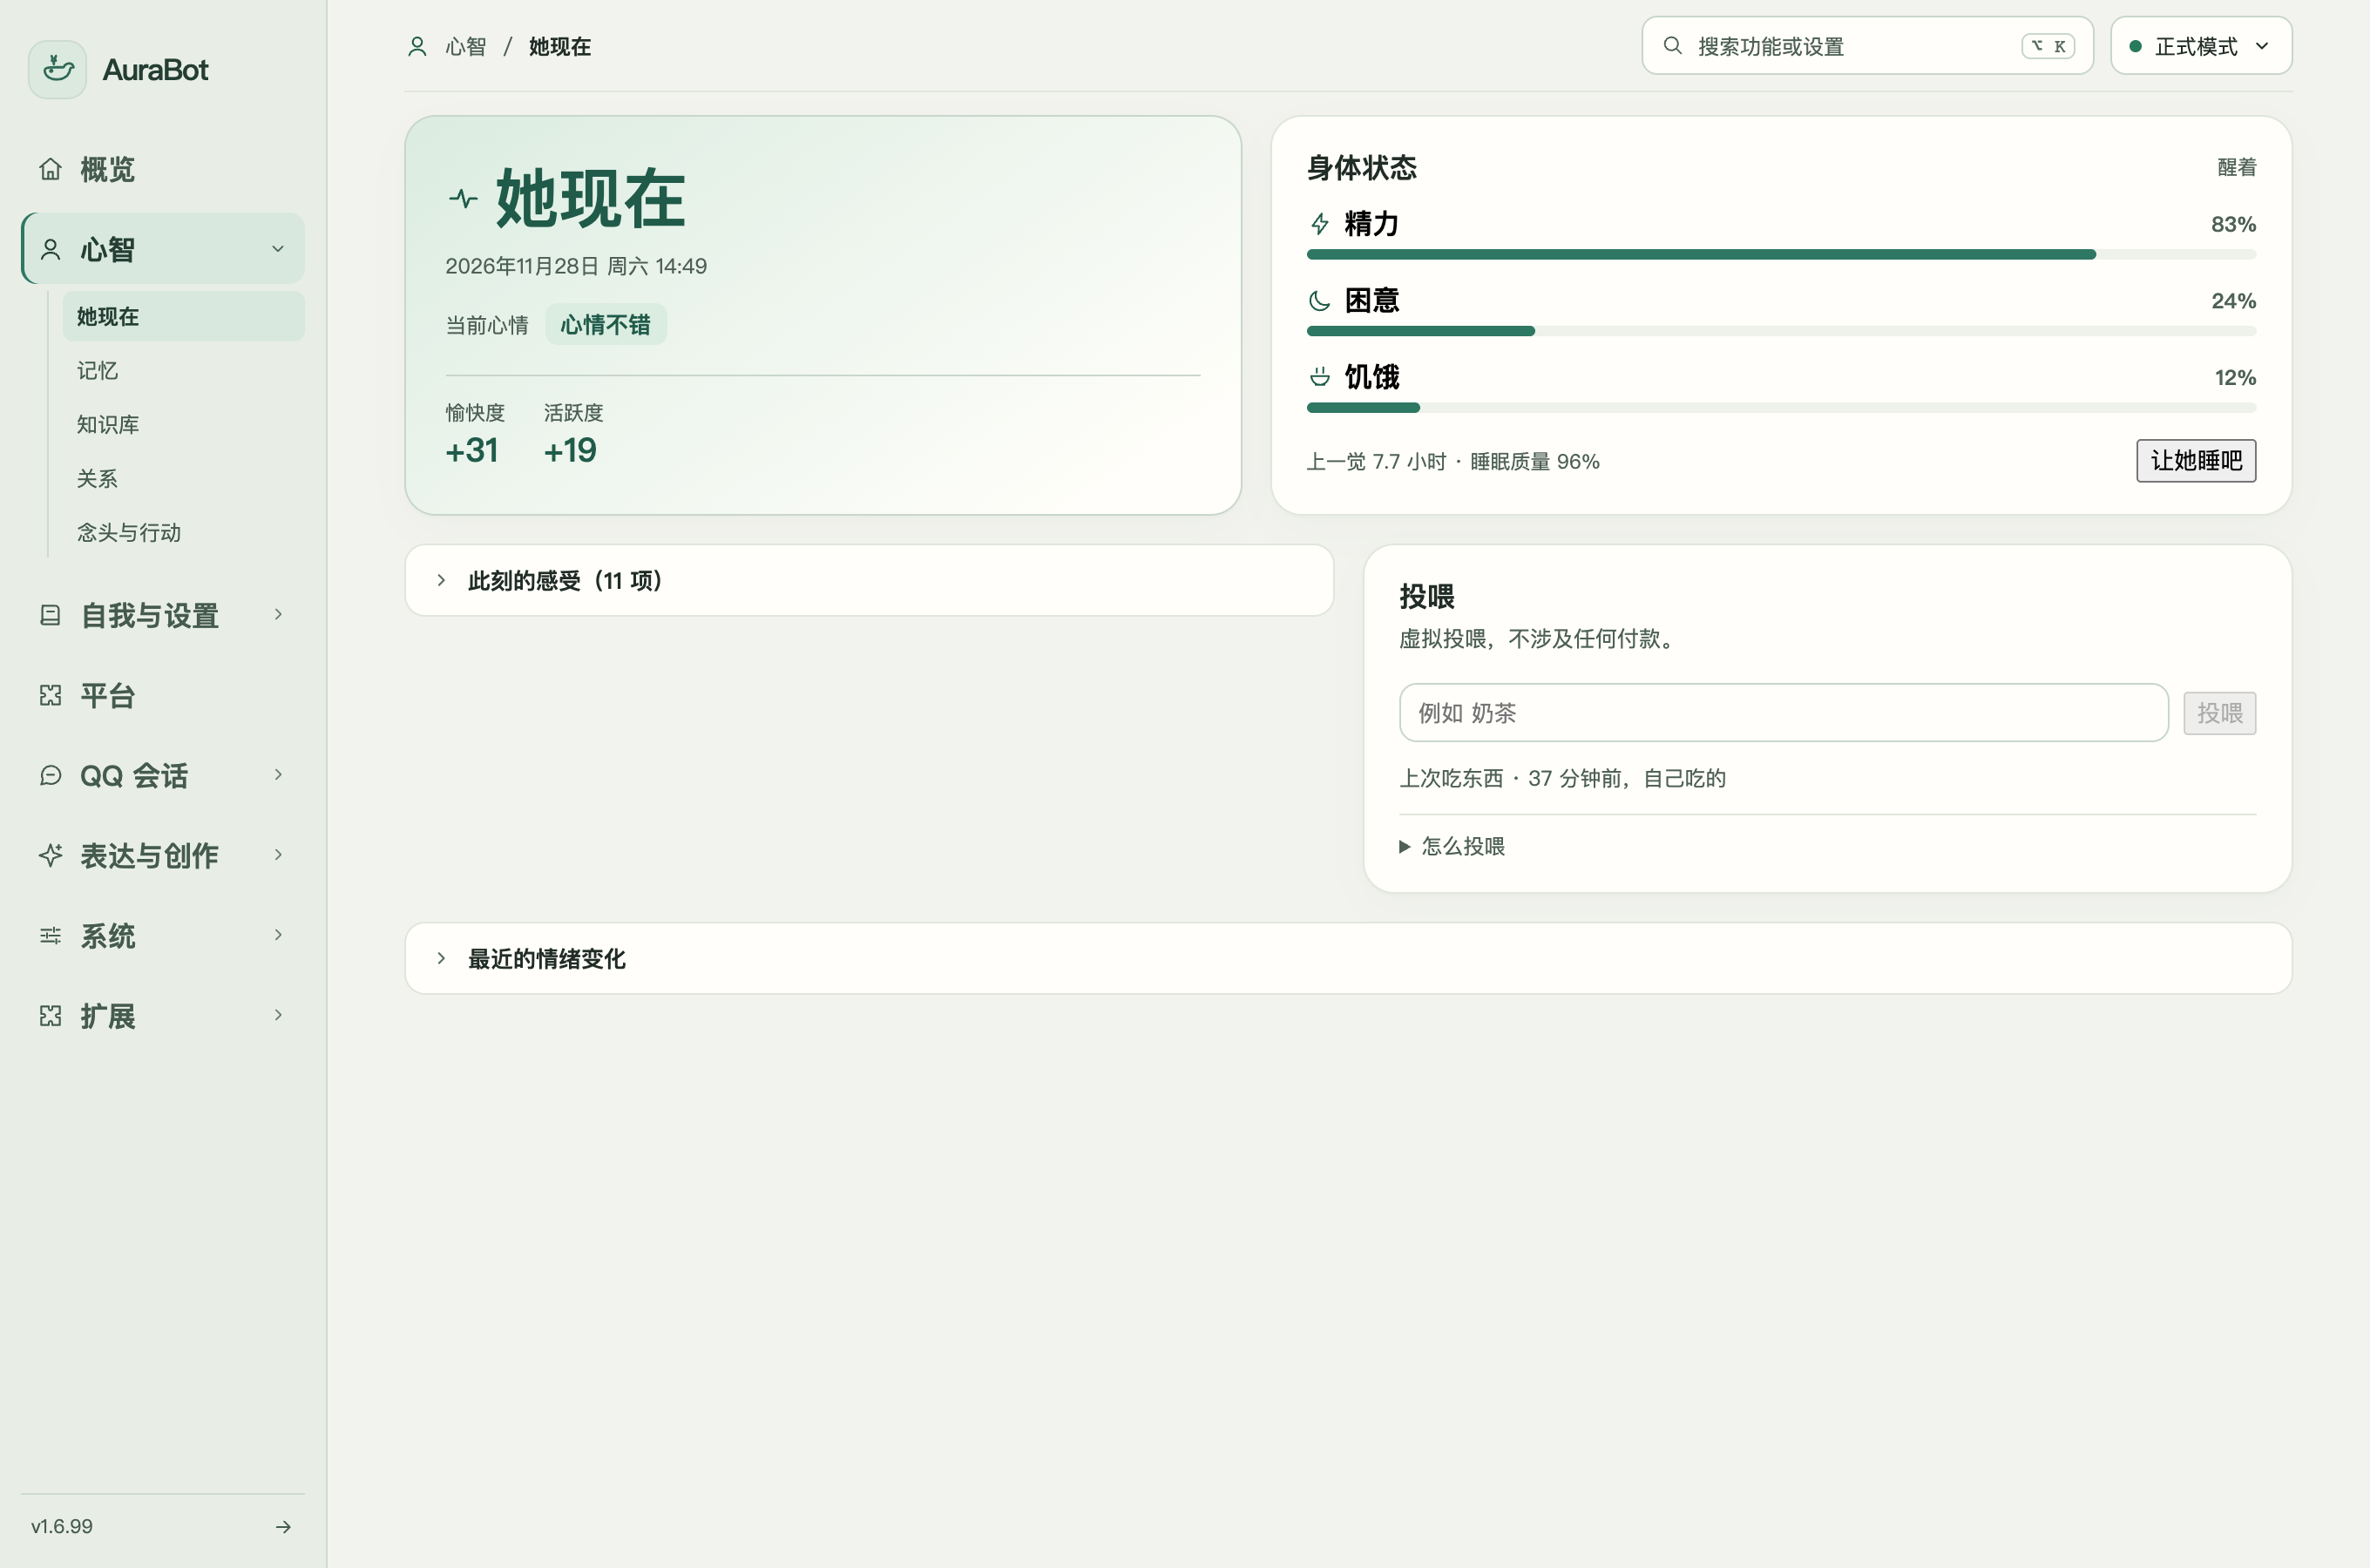 AuraBot
概览
心智
她现在
记忆
知识库
关系
念头与行动
自我与设置
平台
QQ 会话
表达与创作
系统
扩展
v1.6.99
心智 / 她现在
搜索功能或设置
⌥ K
正式模式
她现在
2026年11月28日 周六 14:49
当前心情 心情不错
愉快度 活跃度
+31 +19
身体状态 醒着
精力 83%
困意 24%
饥饿 12%
上一觉 7.7 小时 · 睡眠质量 96% 让她睡吧
此刻的感受（11 项）
投喂
虚拟投喂，不涉及任何付款。
例如 奶茶 投喂
上次吃东西 · 37 分钟前，自己吃的
怎么投喂
最近的情绪变化